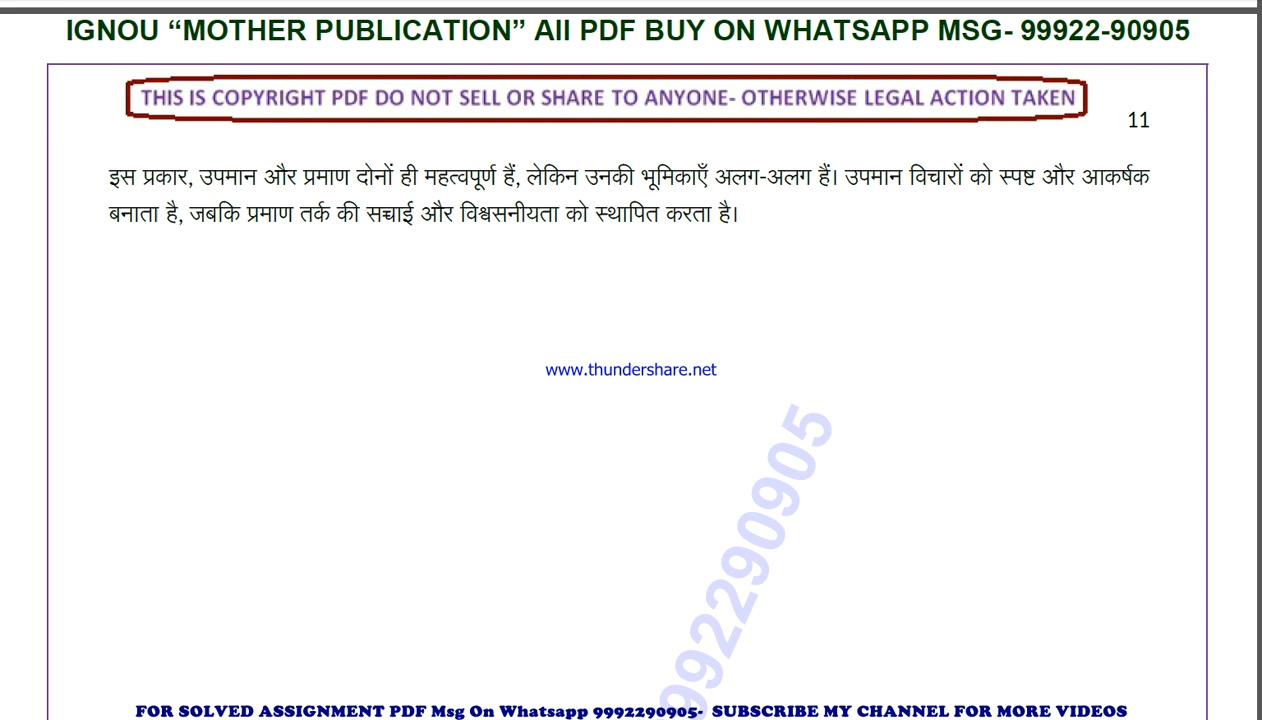 IGNOU “MOTHER PUBLICATION” All PDF BUY ON WHATSAPP MSG- 99922-90905
THIS IS COPYRIGHT PDF DO NOT SELL OR SHARE TO ANYONE- OTHERWISE LEGAL ACTION TAKEN
11
इस प्रकार, उपमान और प्रमाण दोनों ही महत्वपूर्ण हैं, लेकिन उनकी भूमिकाएँ अलग-अलग हैं। उपमान विचारों को स्पष्ट और आकर्षक
बनाता है, जबकि प्रमाण तर्क की सच्चाई और विश्वसनीयता को स्थापित करता है।
www.thundershare.net
9922290905
FOR SOLVED ASSIGNMENT PDF Msg On Whatsapp 9992290905- SUBSCRIBE MY CHANNEL FOR MORE VIDEOS